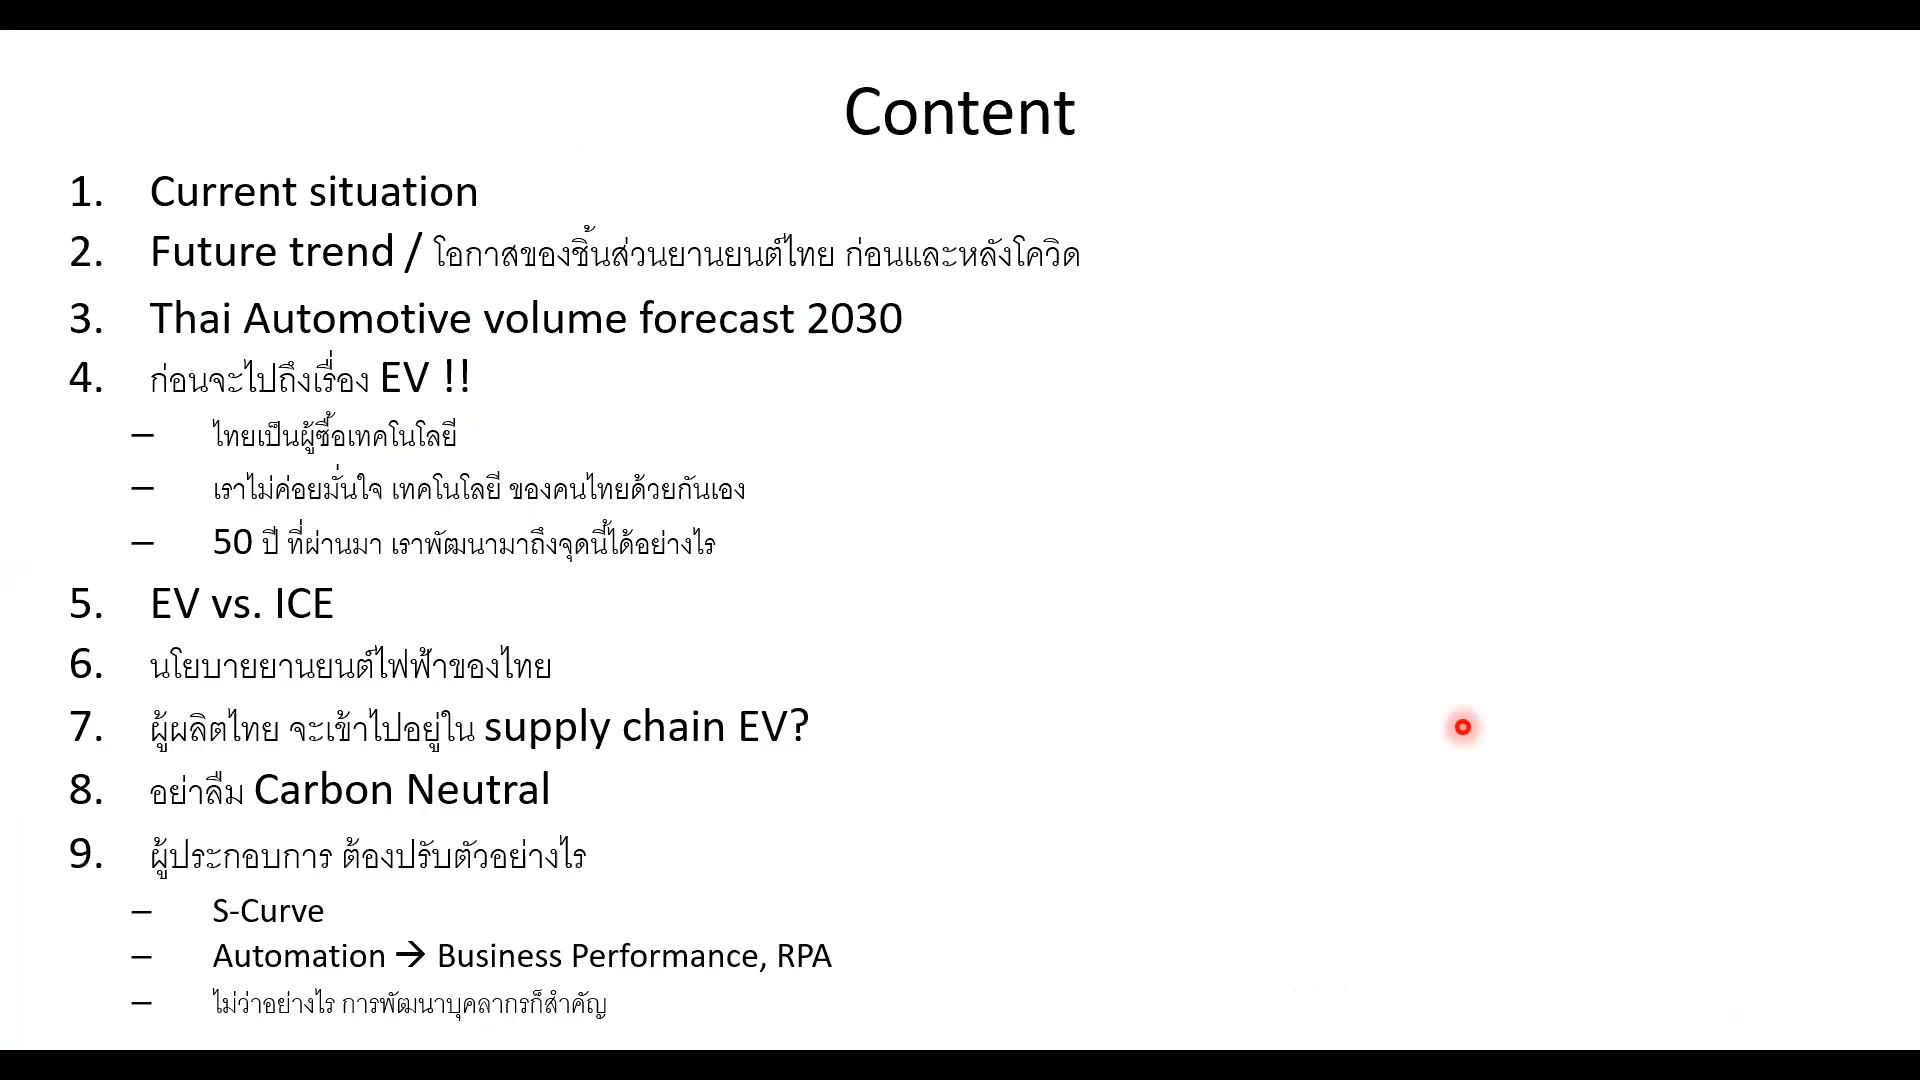 Content
1. Current situation
2. Future trend / โอกาสของชิ้นส่วนยานยนต์ไทย ก่อนและหลังโควิด
3. Thai Automotive volume forecast 2030
4. ก่อนจะไปถึงเรื่อง EV !!
– ไทยเป็นผู้ซื้อเทคโนโลยี
– เราไม่ค่อยมั่นใจ เทคโนโลยี ของคนไทยด้วยกันเอง
– 50 ปี ที่ผ่านมา เราพัฒนามาถึงจุดนี้ได้อย่างไร
5. EV vs. ICE
6. นโยบายยานยนต์ไฟฟ้าของไทย
7. ผู้ผลิตไทย จะเข้าไปอยู่ใน supply chain EV?
8. อย่าลืม Carbon Neutral
9. ผู้ประกอบการ ต้องปรับตัวอย่างไร
– S-Curve
– Automation → Business Performance, RPA
– ไม่ว่าอย่างไร การพัฒนาบุคลากรก็สำคัญ